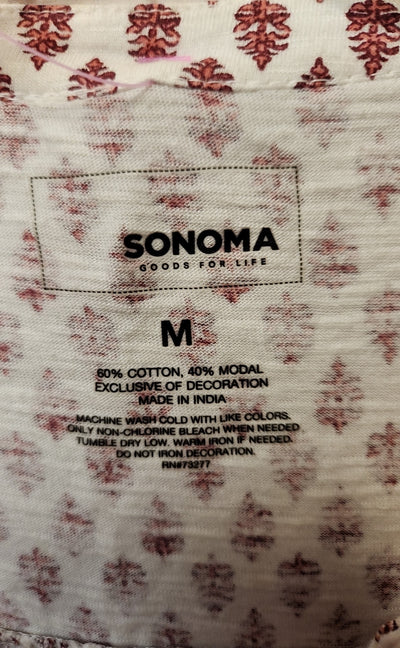 SONOMA
GOODS FOR LIFE
M
60% COTTON, 40% MODAL
EXCLUSIVE OF DECORATION
MADE IN INDIA
MACHINE WASH COLD WITH LIKE COLORS.
ONLY NON-CHLORINE BLEACH WHEN NEEDED
TUMBLE DRY LOW. WARM IRON IF NEEDED.
DO NOT IRON DECORATION.
RN#73277